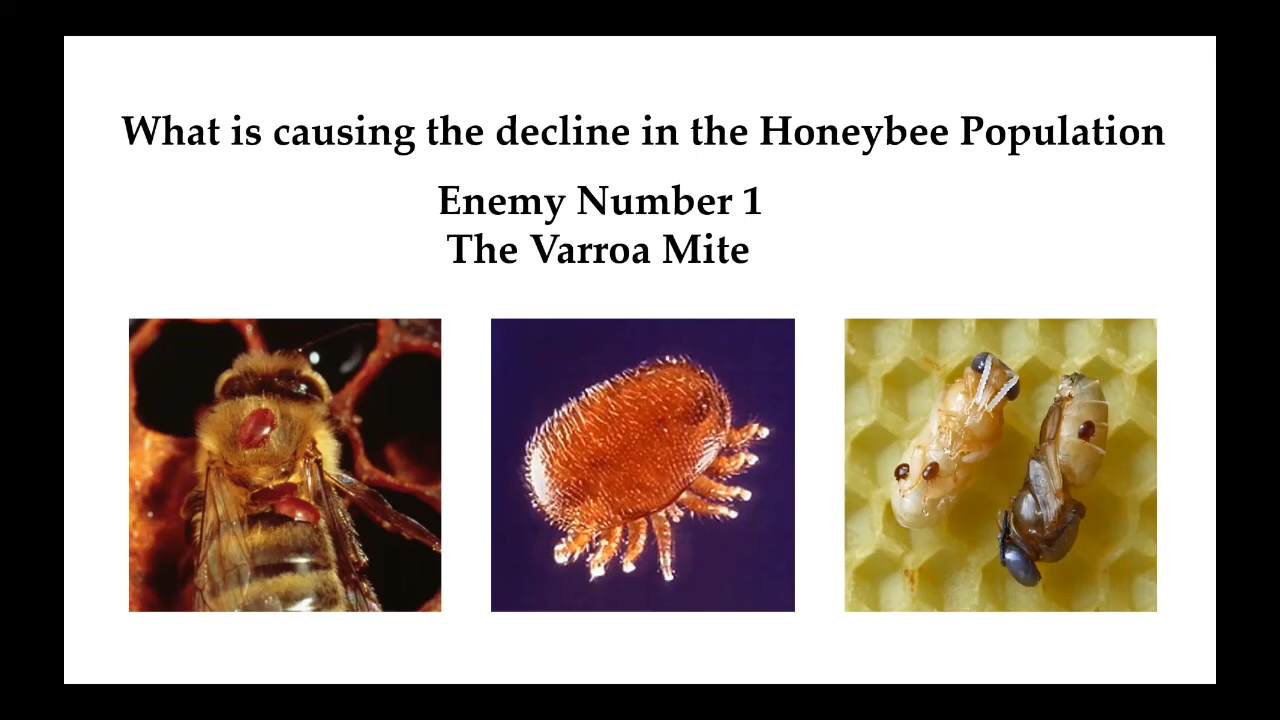 What is causing the decline in the Honeybee Population
Enemy Number 1
The Varroa Mite